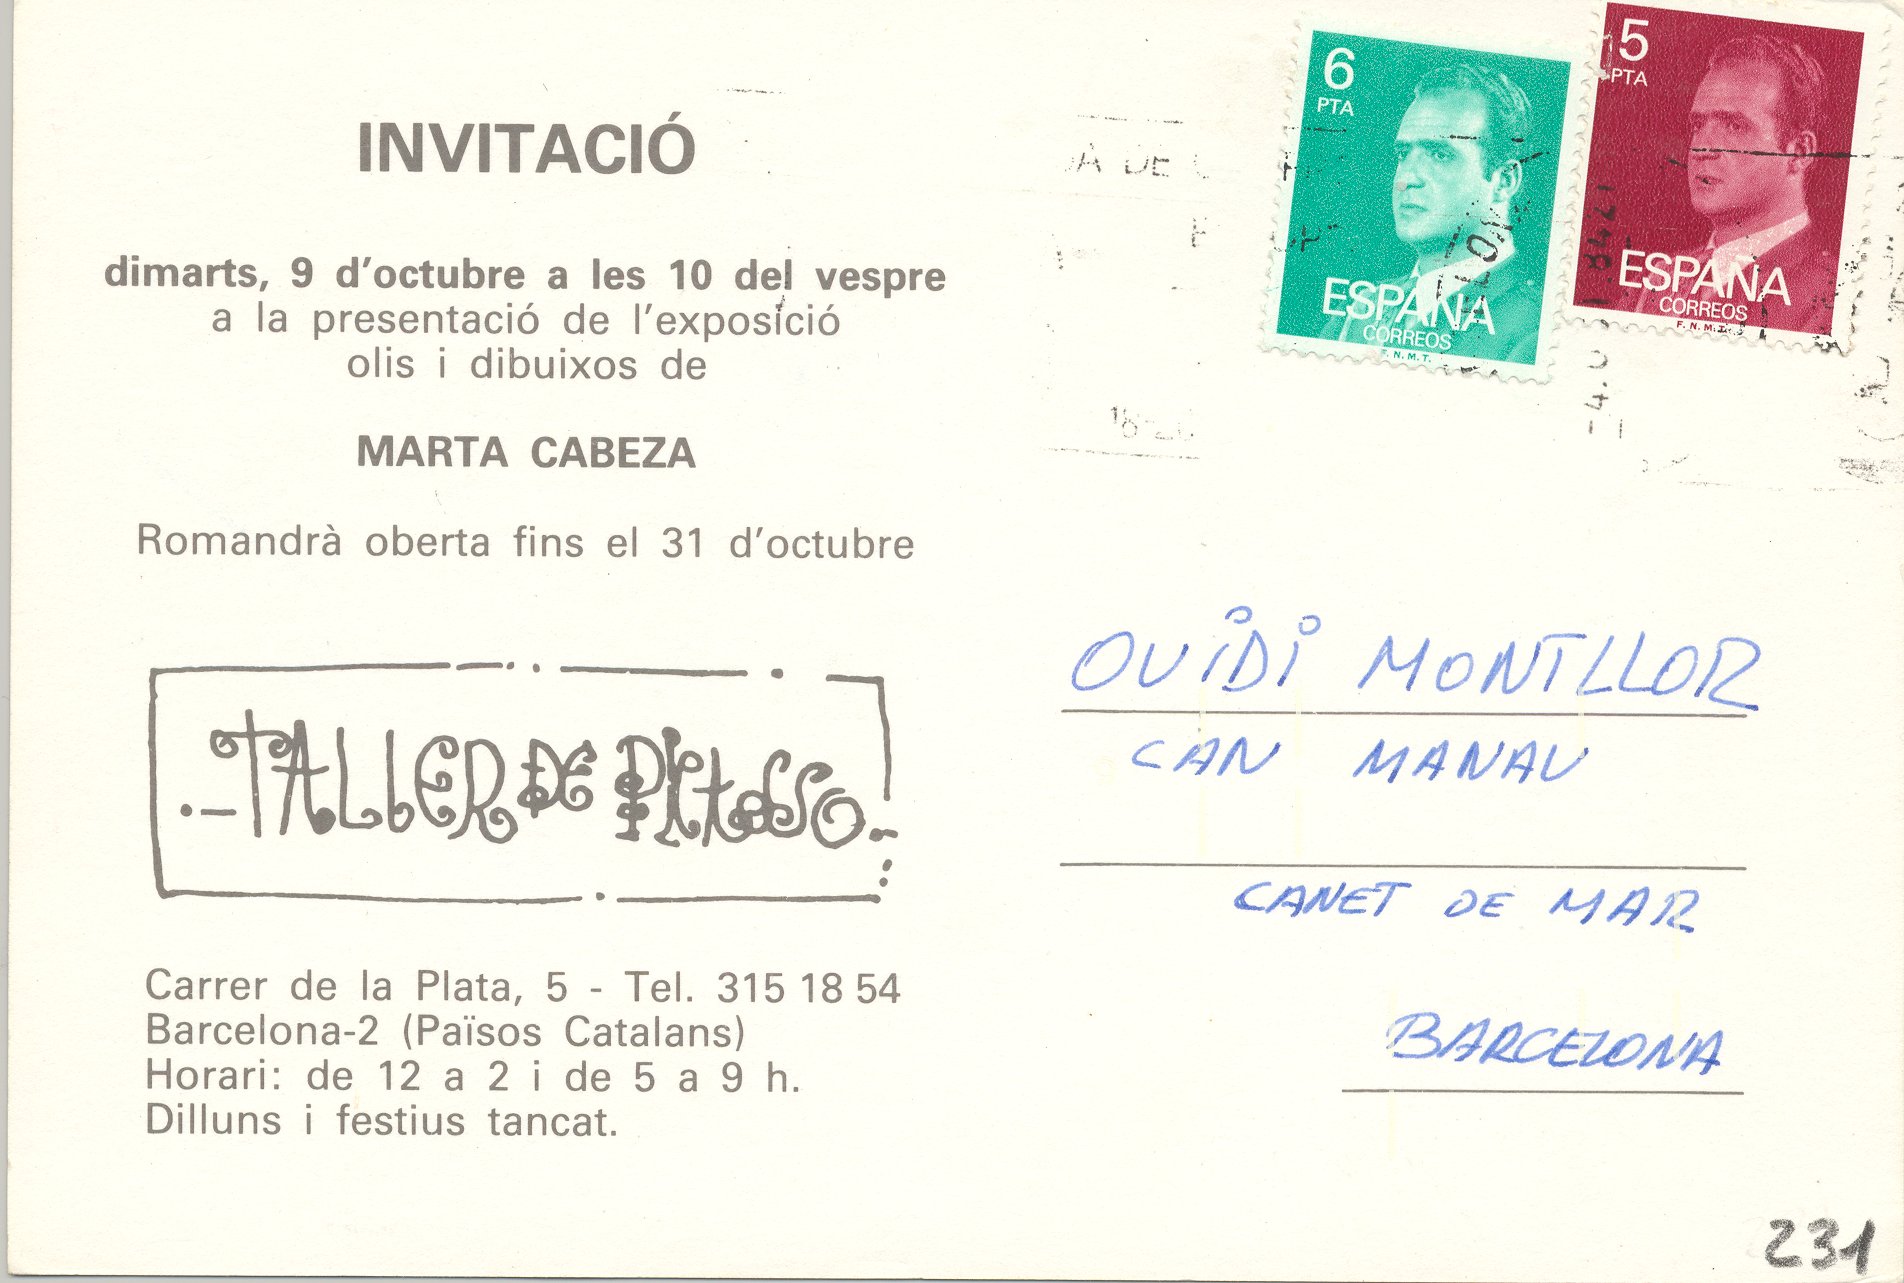 INVITACIÓ
dimarts, 9 d'octubre a les 10 del vespre
a la presentació de l'exposició
olis i dibuixos de
MARTA CABEZA
Romandrà oberta fins el 31 d'octubre
TALLER DE PICASSO
Carrer de la Plata, 5 - Tel. 315 18 54
Barcelona-2 (Països Catalans)
Horari: de 12 a 2 i de 5 a 9 h.
Dilluns i festius tancat.
6
PTA
ESPAÑA
CORREOS
F.N.M.T.
5
PTA
ESPAÑA
CORREOS
F.N.M.T.
OVIDI MONTLLOR
CAN MANAU
CANET DE MAR
BARCELONA
231